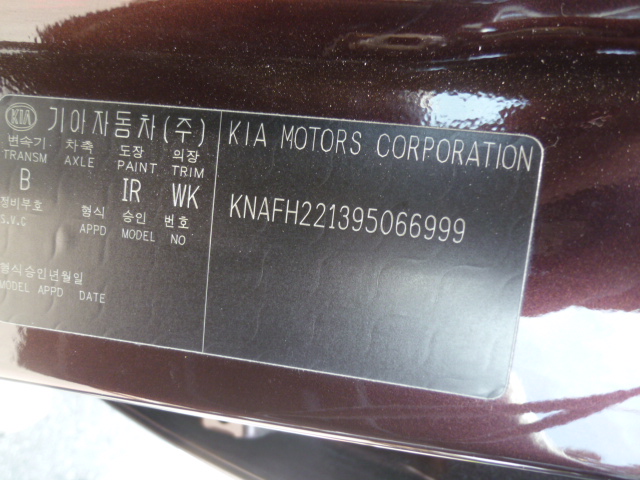 KIA 기아자동차(주)
KIA MOTORS CORPORATION
변속기 차축 도장 의장
TRANSM AXLE PAINT TRIM
B IR WK
KNAFH221395066999
정비부호 형식 승인 번호
S.V.C APPD MODEL NO
형식승인년월일
MODEL APPD DATE